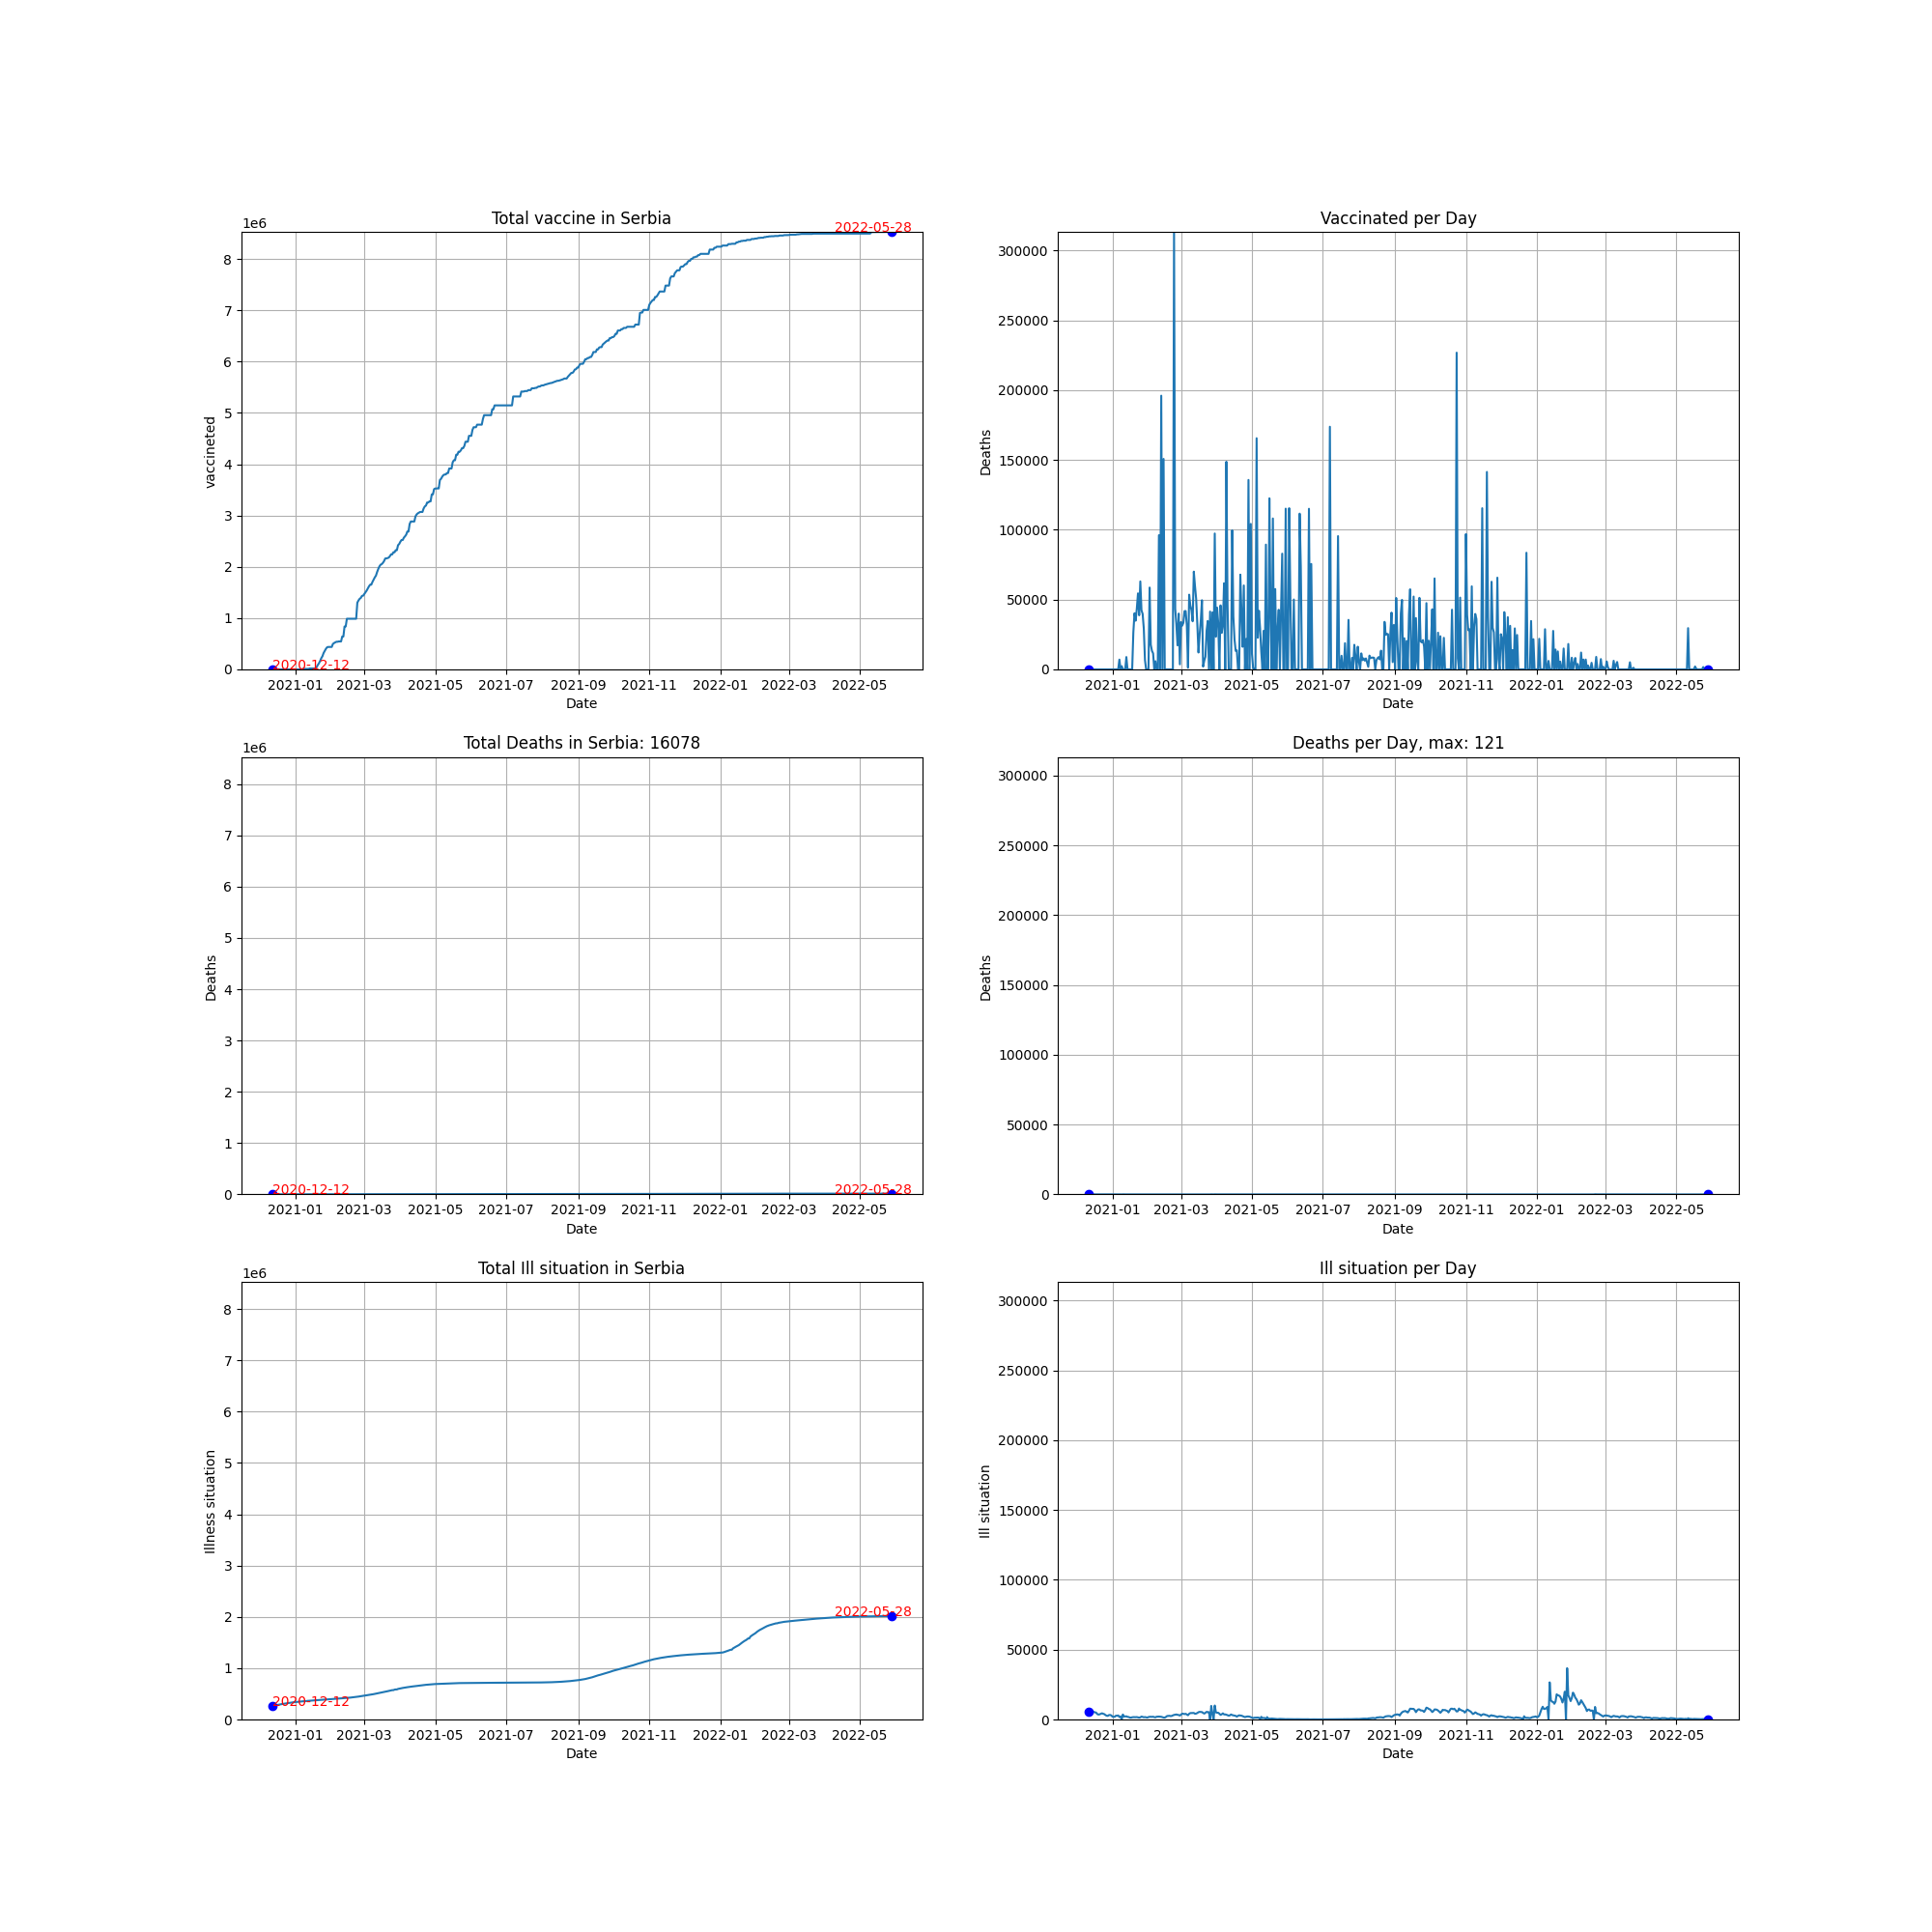 Total vaccine in Serbia
1e6
2022-05-28
8
7
6
5
4
3
2
1
0
vaccineted
2020-12-12
2021-01 2021-03 2021-05 2021-07 2021-09 2021-11 2022-01 2022-03 2022-05
Date
Vaccinated per Day
300000
250000
200000
150000
100000
50000
0
Deaths
2021-01 2021-03 2021-05 2021-07 2021-09 2021-11 2022-01 2022-03 2022-05
Date
Total Deaths in Serbia: 16078
1e6
8
7
6
5
4
3
2
1
0
Deaths
2020-12-12
2022-05-28
2021-01 2021-03 2021-05 2021-07 2021-09 2021-11 2022-01 2022-03 2022-05
Date
Deaths per Day, max: 121
300000
250000
200000
150000
100000
50000
0
Deaths
2021-01 2021-03 2021-05 2021-07 2021-09 2021-11 2022-01 2022-03 2022-05
Date
Total Ill situation in Serbia
1e6
8
7
6
5
4
3
2
1
0
Illness situation
2022-05-28
2020-12-12
2021-01 2021-03 2021-05 2021-07 2021-09 2021-11 2022-01 2022-03 2022-05
Date
Ill situation per Day
300000
250000
200000
150000
100000
50000
0
Ill situation
2021-01 2021-03 2021-05 2021-07 2021-09 2021-11 2022-01 2022-03 2022-05
Date